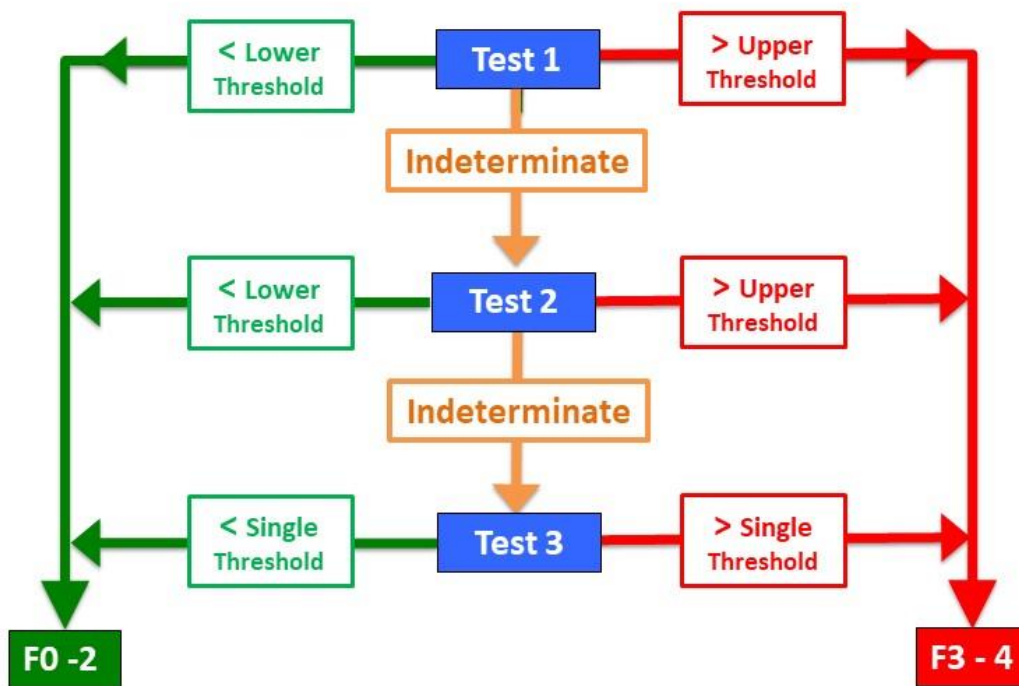 < Lower
Threshold
Test 1
> Upper
Threshold
Indeterminate
< Lower
Threshold
Test 2
> Upper
Threshold
Indeterminate
< Single
Threshold
Test 3
> Single
Threshold
F0 -2
F3 - 4